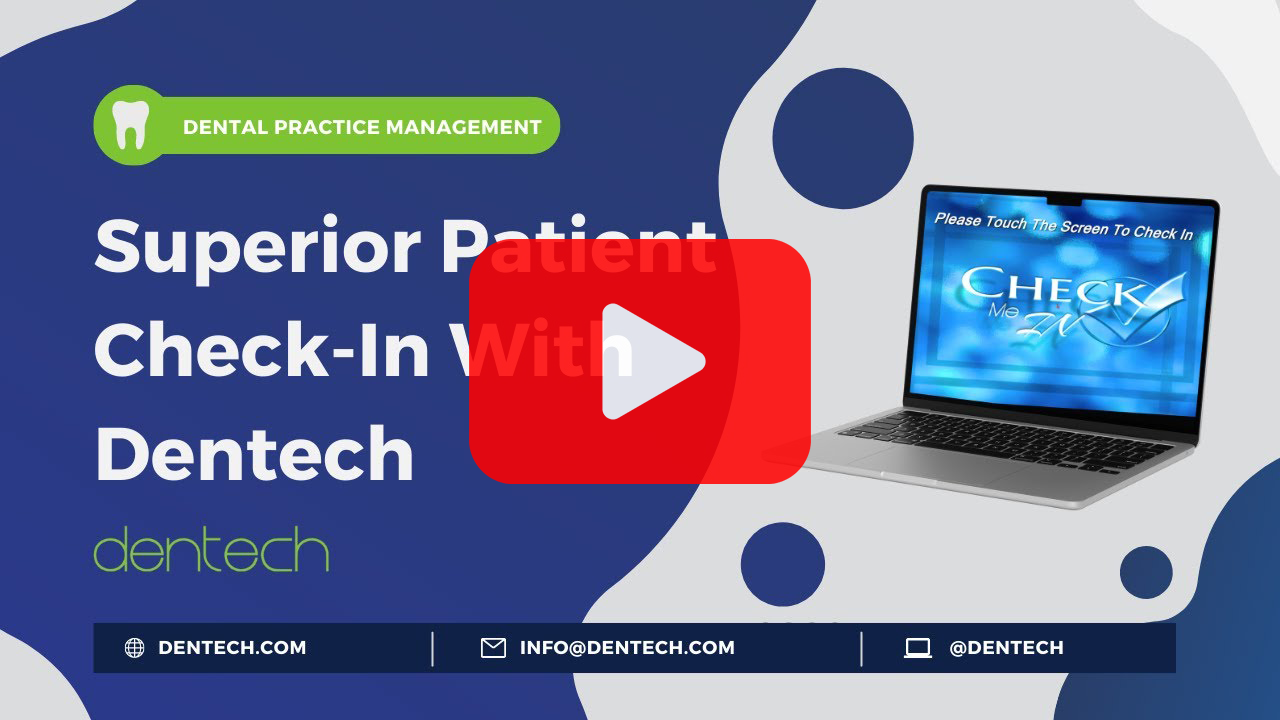 DENTAL PRACTICE MANAGEMENT
Superior Patient
Check-In With
Dentech
dentech
Please Touch The Screen To Check In
CHECK
Me IN
DENTECH.COM
INFO@DENTECH.COM
@DENTECH